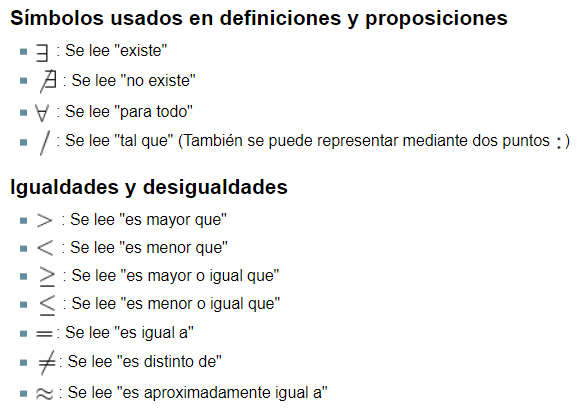 Símbolos usados en definiciones y proposiciones
∃ : Se lee "existe"
∄ : Se lee "no existe"
∀ : Se lee "para todo"
/ : Se lee "tal que" (También se puede representar mediante dos puntos : )
Igualdades y desigualdades
> : Se lee "es mayor que"
< : Se lee "es menor que"
≥ : Se lee "es mayor o igual que"
≤ : Se lee "es menor o igual que"
= : Se lee "es igual a"
≠ : Se lee "es distinto de"
≈ : Se lee "es aproximadamente igual a"